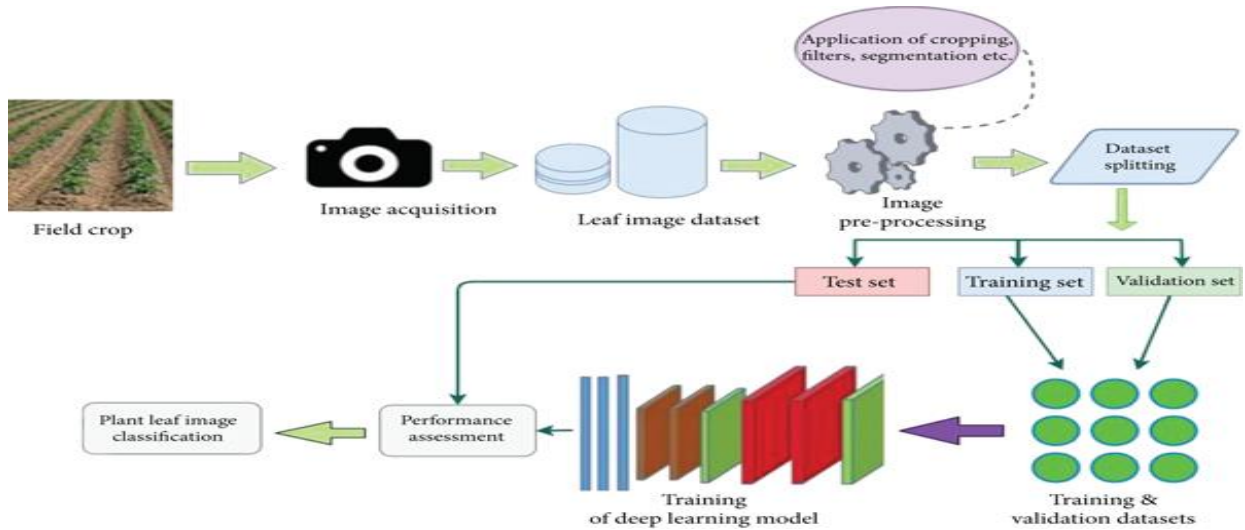 Application of cropping,
filters, segmentation etc.
Field crop
Image acquisition
Leaf image dataset
Image
pre-processing
Dataset
splitting
Test set
Training set
Validation set
Plant leaf image
classification
Performance
assessment
Training
of deep learning model
Training &
validation datasets